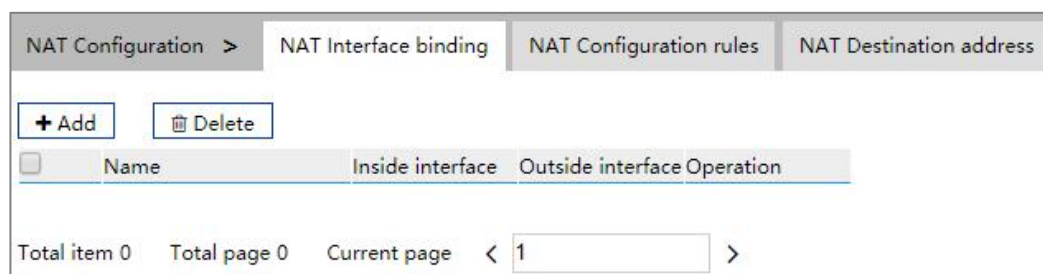 NAT Configuration > NAT Interface binding NAT Configuration rules NAT Destination address
+ Add Delete
Name Inside interface Outside interface Operation
Total item 0 Total page 0 Current page < 1 >